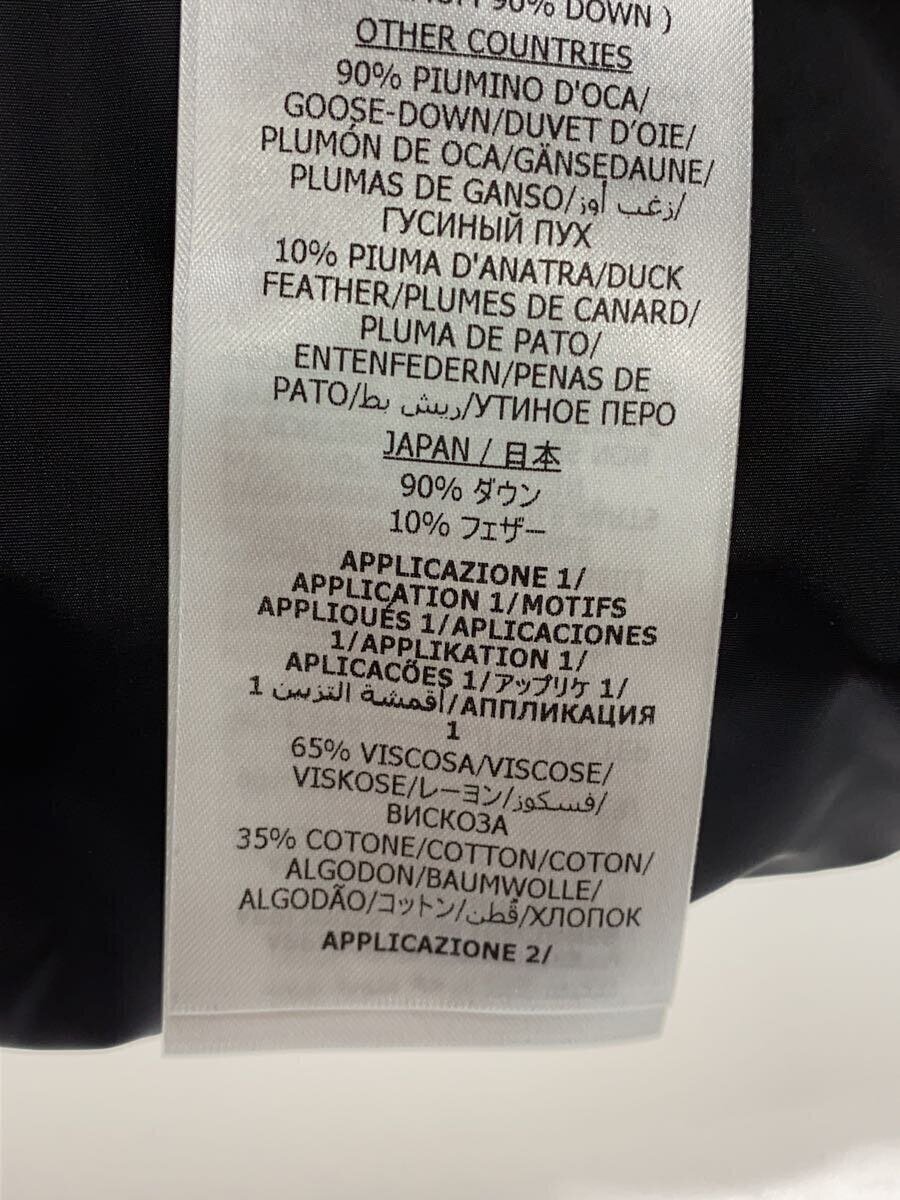 90% DOWN )
OTHER COUNTRIES
90% PIUMINO D'OCA/
GOOSE-DOWN/DUVET D'OIE/
PLUMÓN DE OCA/GÄNSEDAUNE/
PLUMAS DE GANSO/زغب أوز/
ГУСИНЫЙ ПУХ
10% PIUMA D'ANATRA/DUCK
FEATHER/PLUMES DE CANARD/
PLUMA DE PATO/
ENTENFEDERN/PENAS DE
PATO/ريش بط/УТИНОЕ ПЕРО
JAPAN / 日本
90% ダウン
10% フェザー
APPLICAZIONE 1/
APPLICATION 1/MOTIFS
APPLIQUÉS 1/APLICACIONES
1/APPLIKATION 1/
APLICACÕES 1/アップリケ 1/
أقمشة التزيين 1/АППЛИКАЦИЯ
1
65% VISCOSA/VISCOSE/
VISKOSE/レーヨン/فسكوز/
ВИСКОЗА
35% COTONE/COTTON/COTON/
ALGODON/BAUMWOLLE/
ALGODÃO/コットン/قُطن/ХЛОПОК
APPLICAZIONE 2/